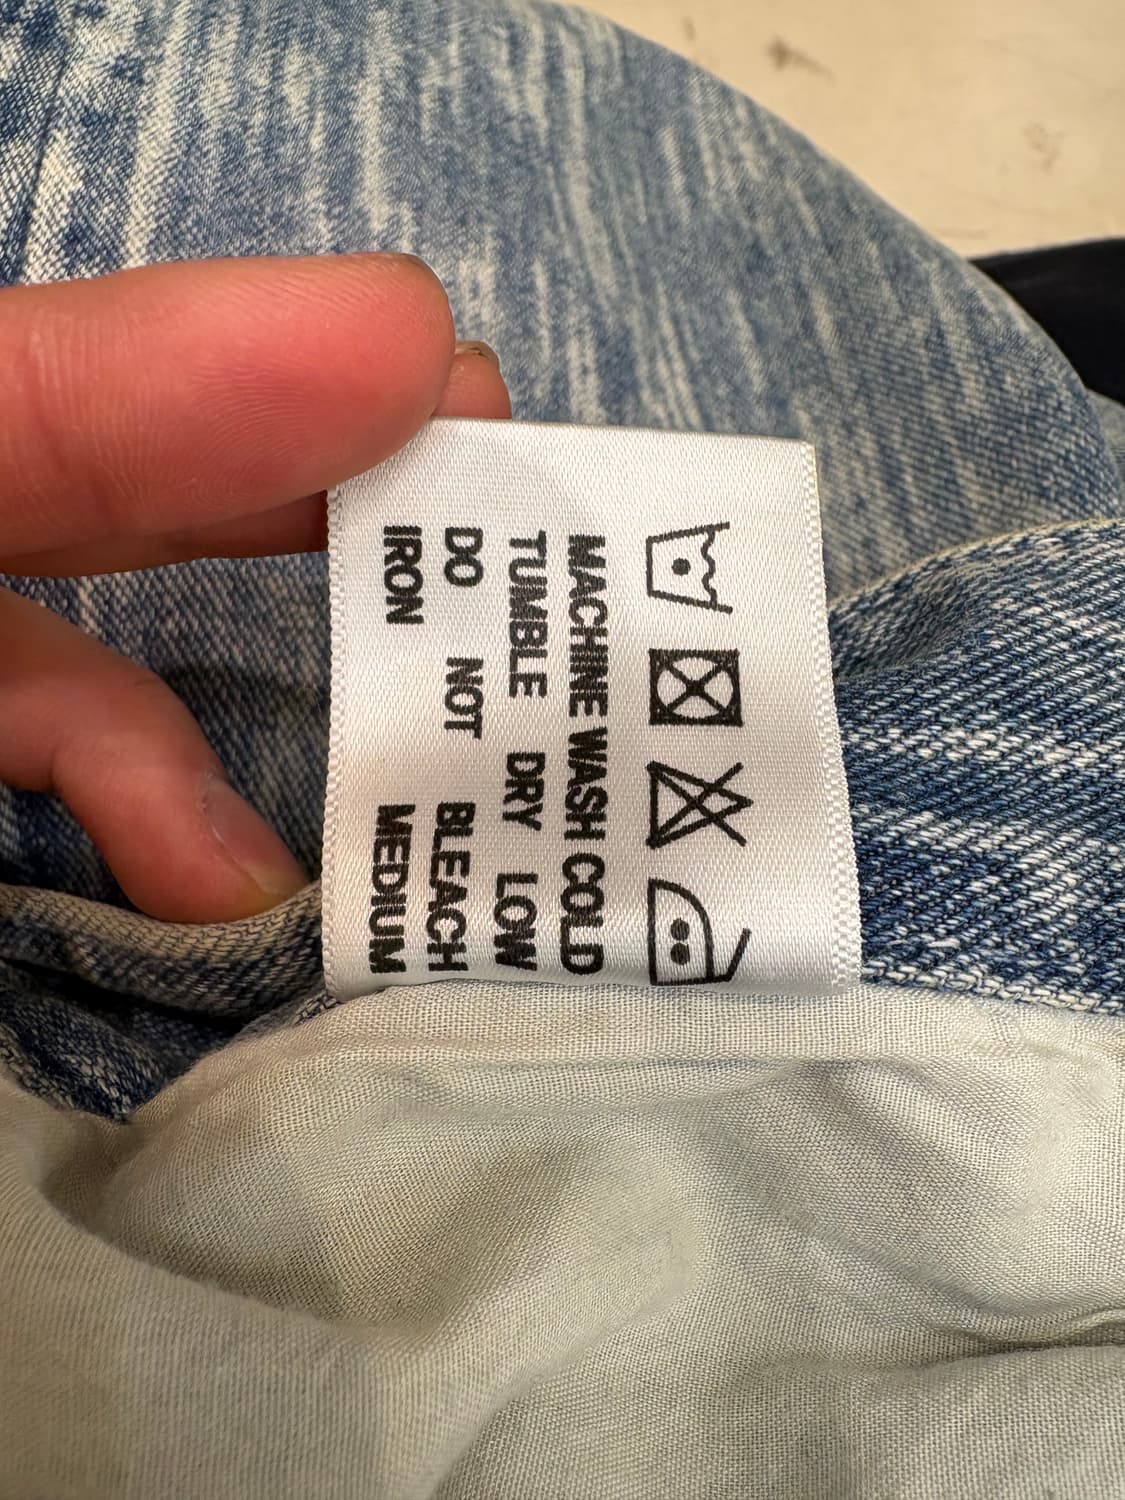 MACHINE WASH COLD
TUMBLE DRY LOW
DO NOT BLEACH
IRON MEDIUM